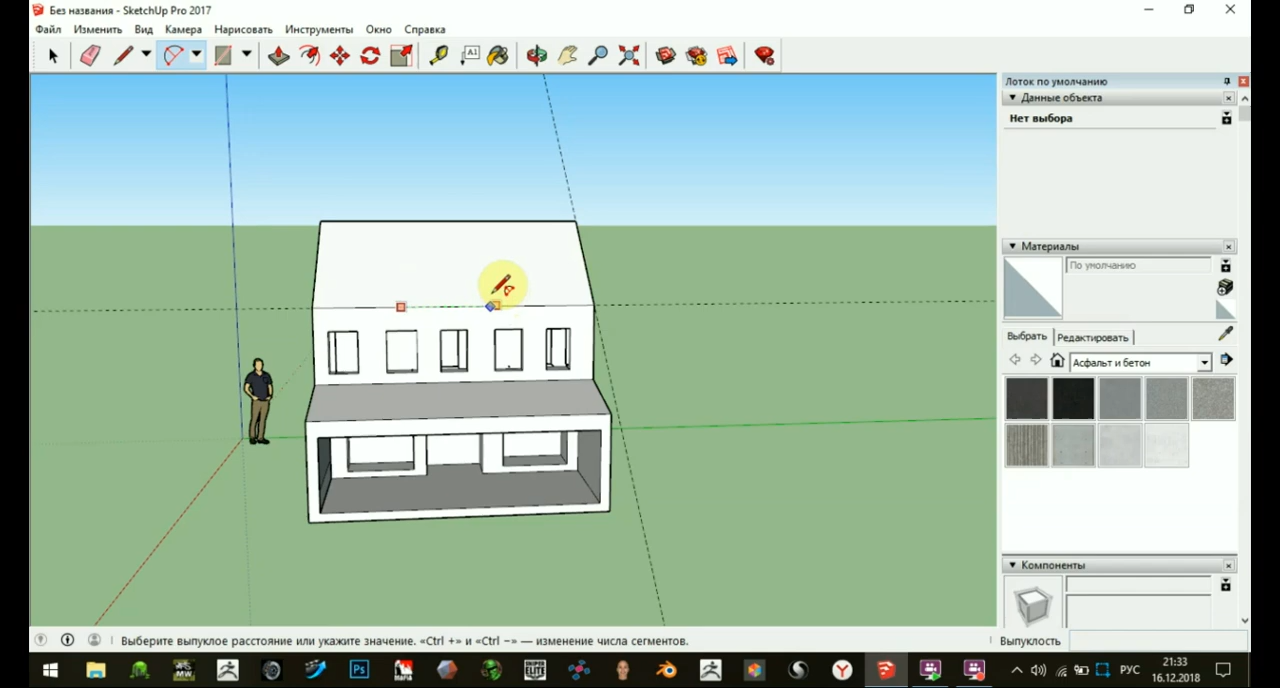 Без названия - SketchUp Pro 2017
Файл Изменить Вид Камера Нарисовать Инструменты Окно Справка
A1
Лоток по умолчанию
Данные объекта
Нет выбора
Материалы
По умолчанию
Выбрать Редактировать
Асфальт и бетон
Компоненты
Выберите выпуклое расстояние или укажите значение. «Ctrl +» и «Ctrl −» — изменение числа сегментов.
Выпуклость
Ps
РУС
21:33
16.12.2018